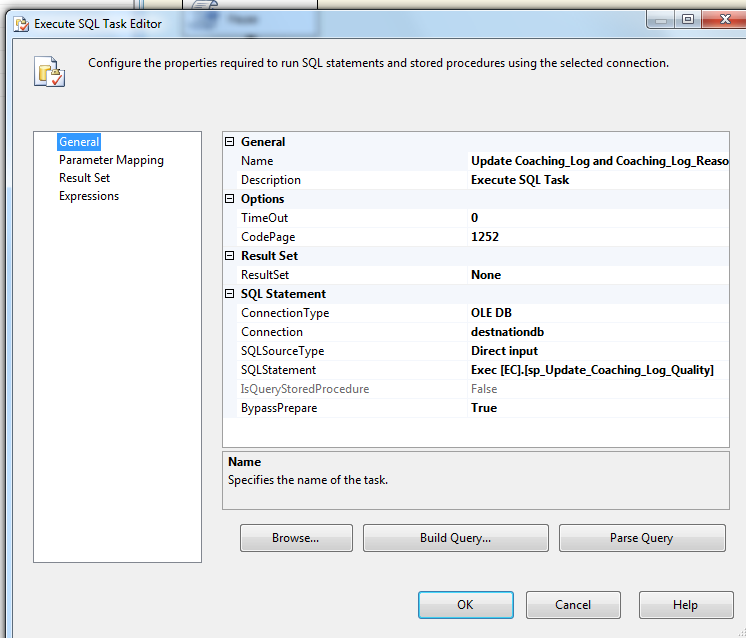 Execute SQL Task Editor
Configure the properties required to run SQL statements and stored procedures using the selected connection.
General
Parameter Mapping
Result Set
Expressions
General
Name Update Coaching_Log and Coaching_Log_Reaso
Description Execute SQL Task
Options
TimeOut 0
CodePage 1252
Result Set
ResultSet None
SQL Statement
ConnectionType OLE DB
Connection destnationdb
SQLSourceType Direct input
SQLStatement Exec [EC].[sp_Update_Coaching_Log_Quality]
IsQueryStoredProcedure False
BypassPrepare True
Name
Specifies the name of the task.
Browse... Build Query... Parse Query
OK Cancel Help